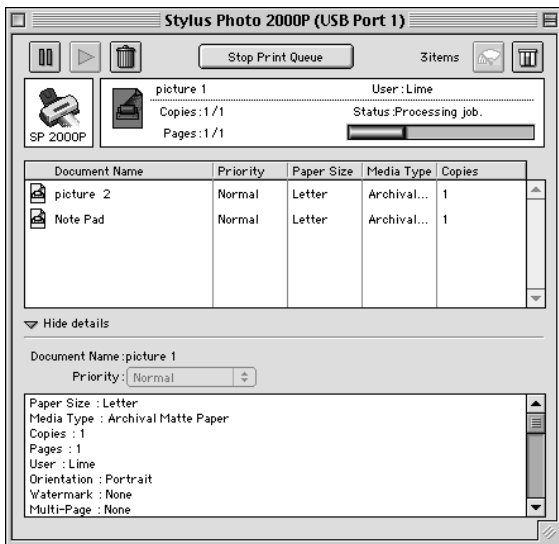 Stylus Photo 2000P (USB Port 1)
Stop Print Queue 3items
SP 2000P
picture 1 User:Lime
Copies:1/1 Status:Processing job.
Pages:1/1
Document Name Priority Paper Size Media Type Copies
picture 2 Normal Letter Archival... 1
Note Pad Normal Letter Archival... 1
Hide details
Document Name:picture 1
Priority: Normal
Paper Size : Letter
Media Type : Archival Matte Paper
Copies : 1
Pages : 1
User : Lime
Orientation : Portrait
Watermark : None
Multi-Page : None